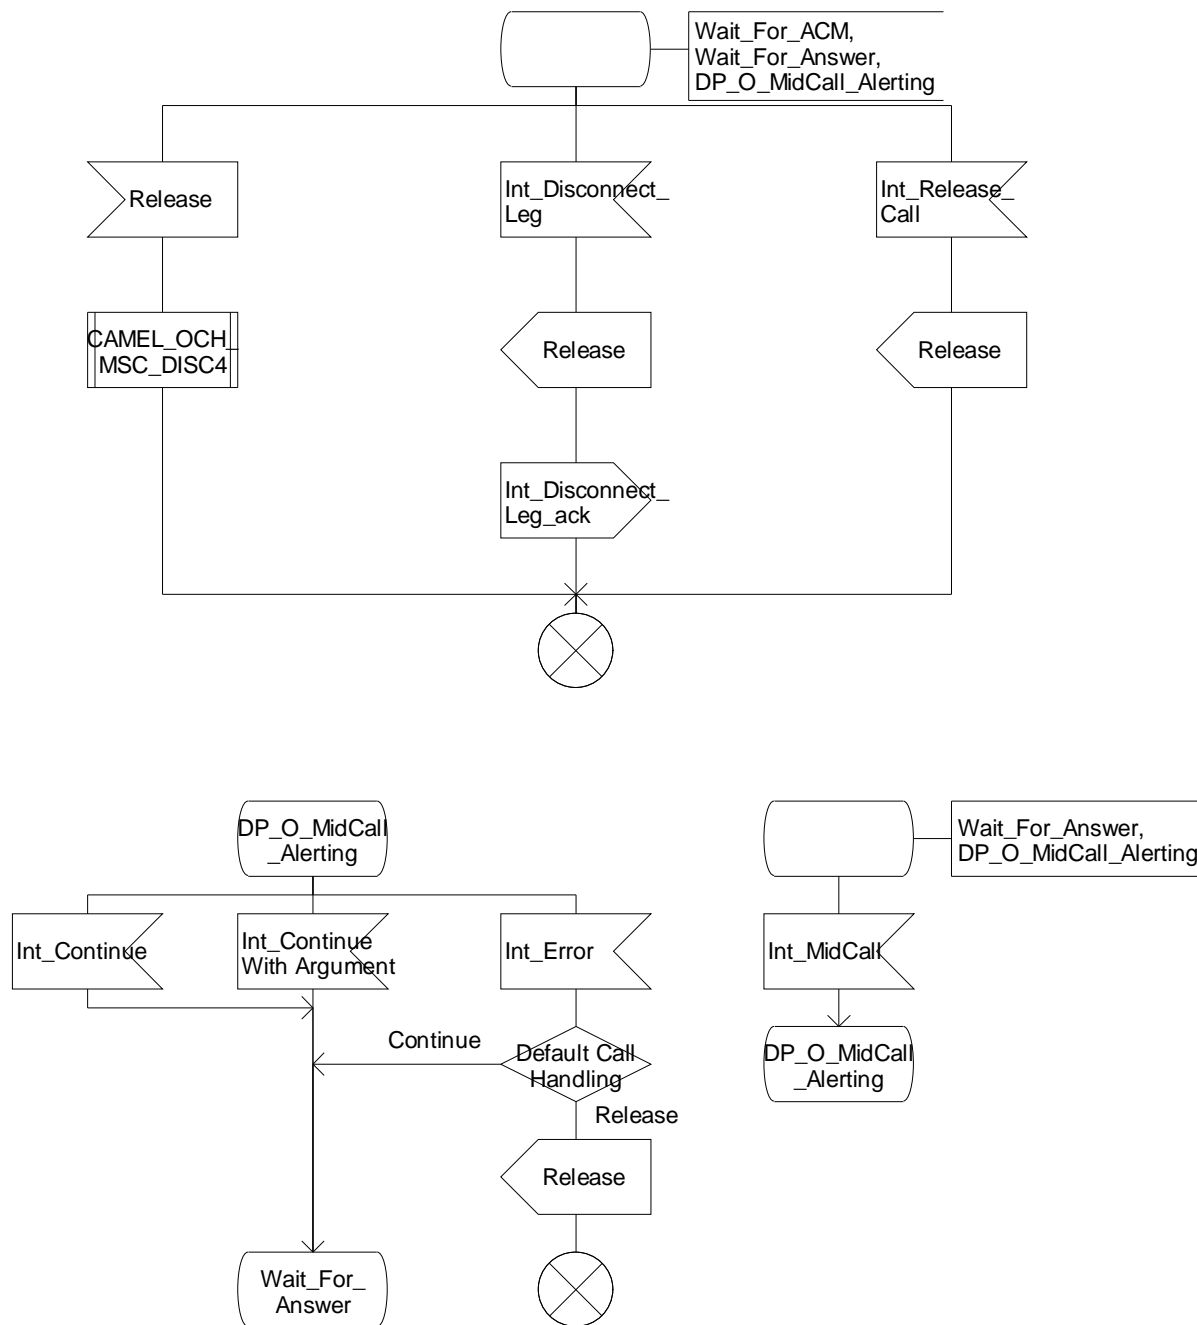 Wait_For_ACM,
Wait_For_Answer,
DP_O_MidCall_Alerting
Release
Int_Disconnect_
Leg
Int_Release_
Call
CAMEL_OCH_
MSC_DISC4
Release
Release
Int_Disconnect_
Leg_ack
DP_O_MidCall
_Alerting
Wait_For_Answer,
DP_O_MidCall_Alerting
Int_Continue
Int_Continue
With Argument
Int_Error
Int_MidCall
Continue
Default Call
Handling
DP_O_MidCall
_Alerting
Release
Release
Wait_For_
Answer